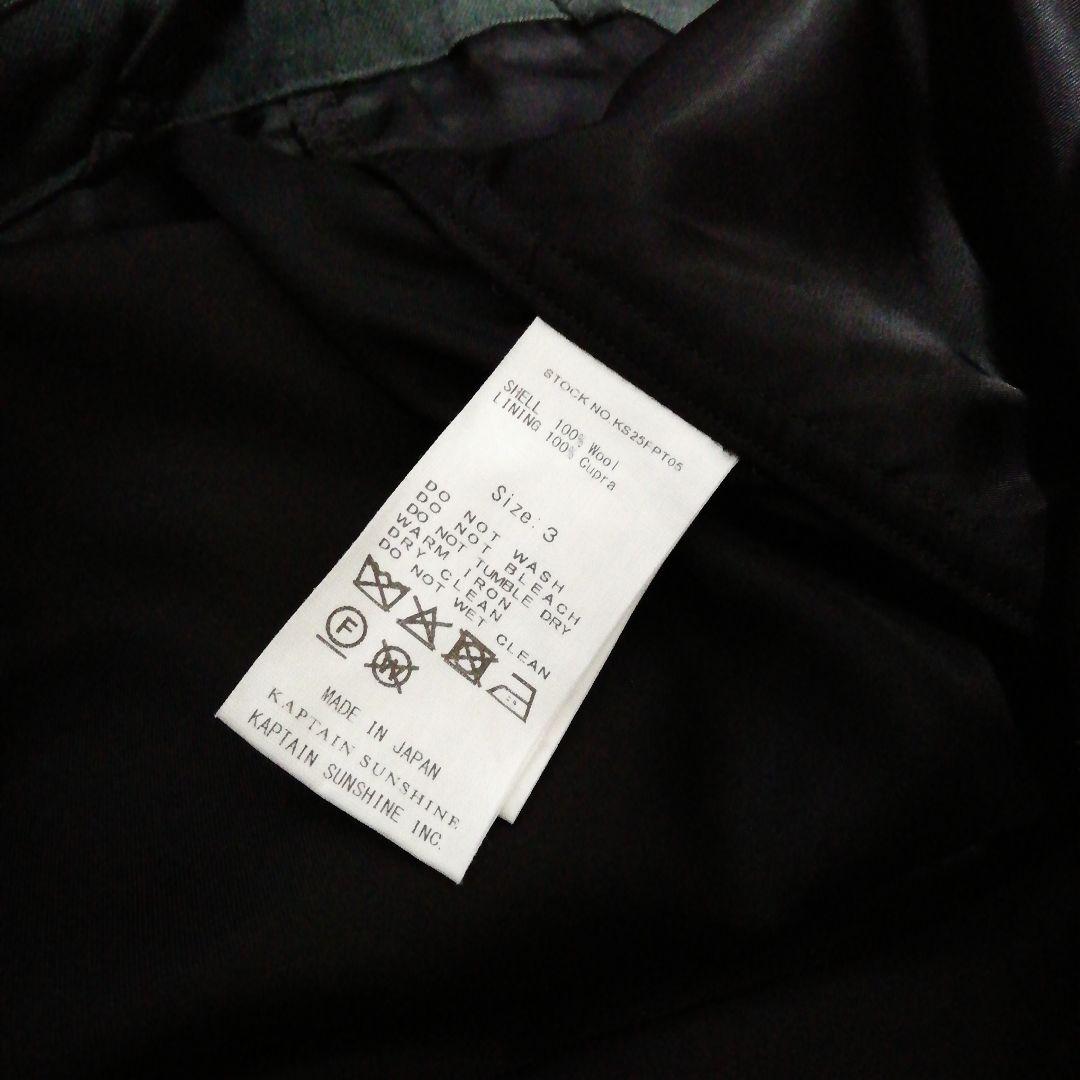 STOCK NO.KS25FPT05
SHELL 100% Wool
LINING 100% Cupra
Size:3
DO NOT WASH
DO NOT BLEACH
DO NOT TUMBLE DRY
WARM IRON
DRY CLEAN
DO NOT WET CLEAN
F
W
MADE IN JAPAN
KAPTAIN SUNSHINE
KAPTAIN SUNSHINE INC.